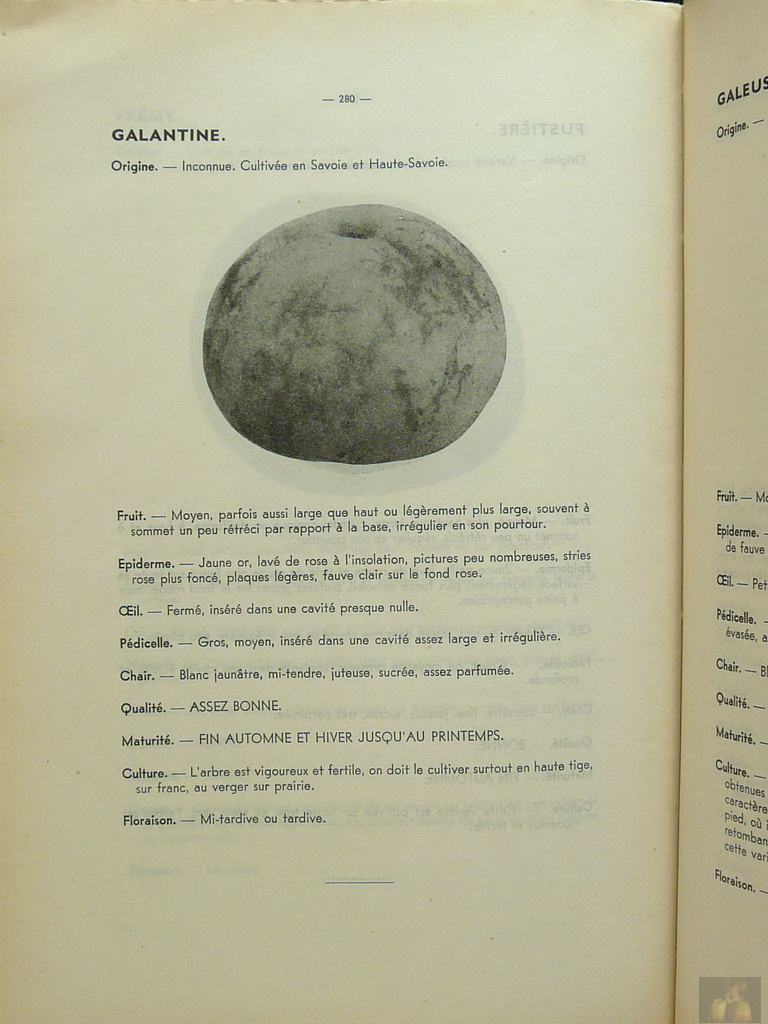 — 280 —
GALANTINE.
Origine. — Inconnue. Cultivée en Savoie et Haute-Savoie.
Fruit. — Moyen, parfois aussi large que haut ou légèrement plus large, souvent à
sommet un peu rétréci par rapport à la base, irrégulier en son pourtour.
Epiderme. — Jaune or, lavé de rose à l'insolation, pictures peu nombreuses, stries
rose plus foncé, plaques légères, fauve clair sur le fond rose.
Œil. — Fermé, inséré dans une cavité presque nulle.
Pédicelle. — Gros, moyen, inséré dans une cavité assez large et irrégulière.
Chair. — Blanc jaunâtre, mi-tendre, juteuse, sucrée, assez parfumée.
Qualité. — ASSEZ BONNE.
Maturité. — FIN AUTOMNE ET HIVER JUSQU'AU PRINTEMPS.
Culture. — L'arbre est vigoureux et fertile, on doit le cultiver surtout en haute tige,
sur franc, au verger sur prairie.
Floraison. — Mi-tardive ou tardive.
Origine. —
Fruit. —
Epiderme. —
de fauve
Œil. —
Pédicelle. —
évasée,
Chair. —
Qualité. —
Maturité. —
Culture. —
obtenues
caractère
pied, où
cette
Floraison. —